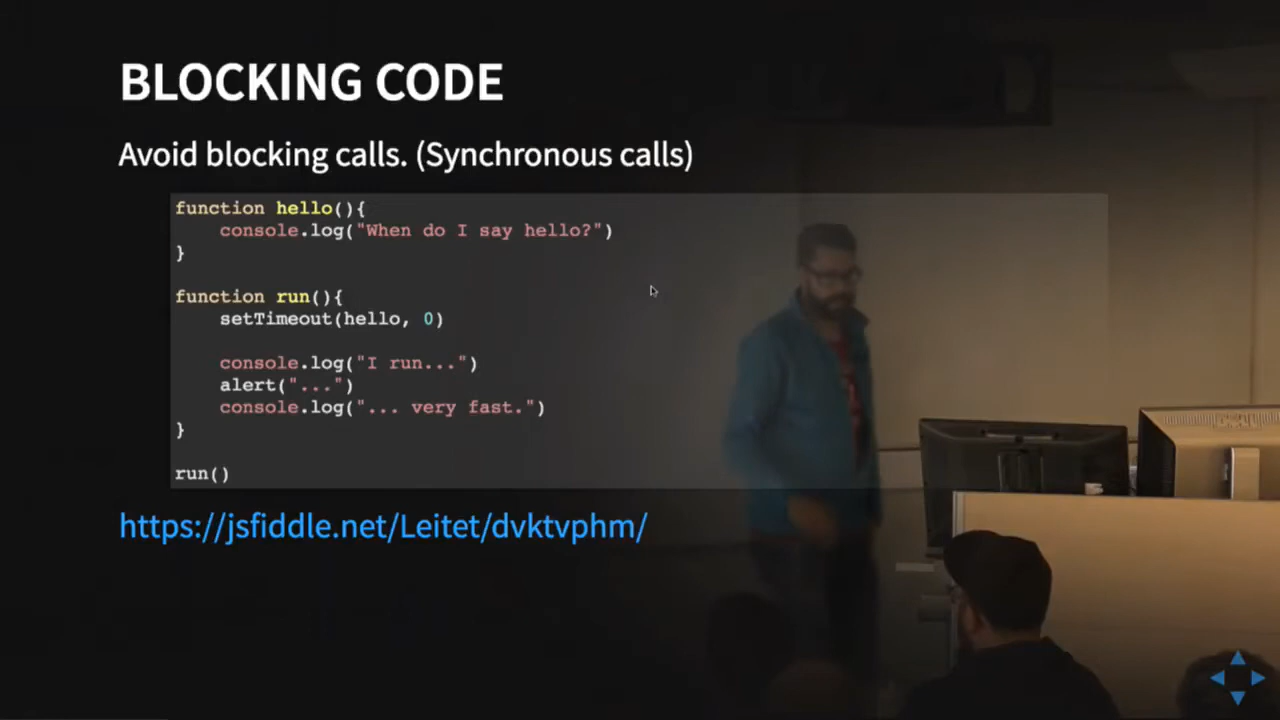 BLOCKING CODE
Avoid blocking calls. (Synchronous calls)
function hello(){
    console.log("When do I say hello?")
}
function run(){
    setTimeout(hello, 0)
    console.log("I run...")
    alert("...")
    console.log("... very fast.")
}
run()
https://jsfiddle.net/Leitet/dvktvphm/